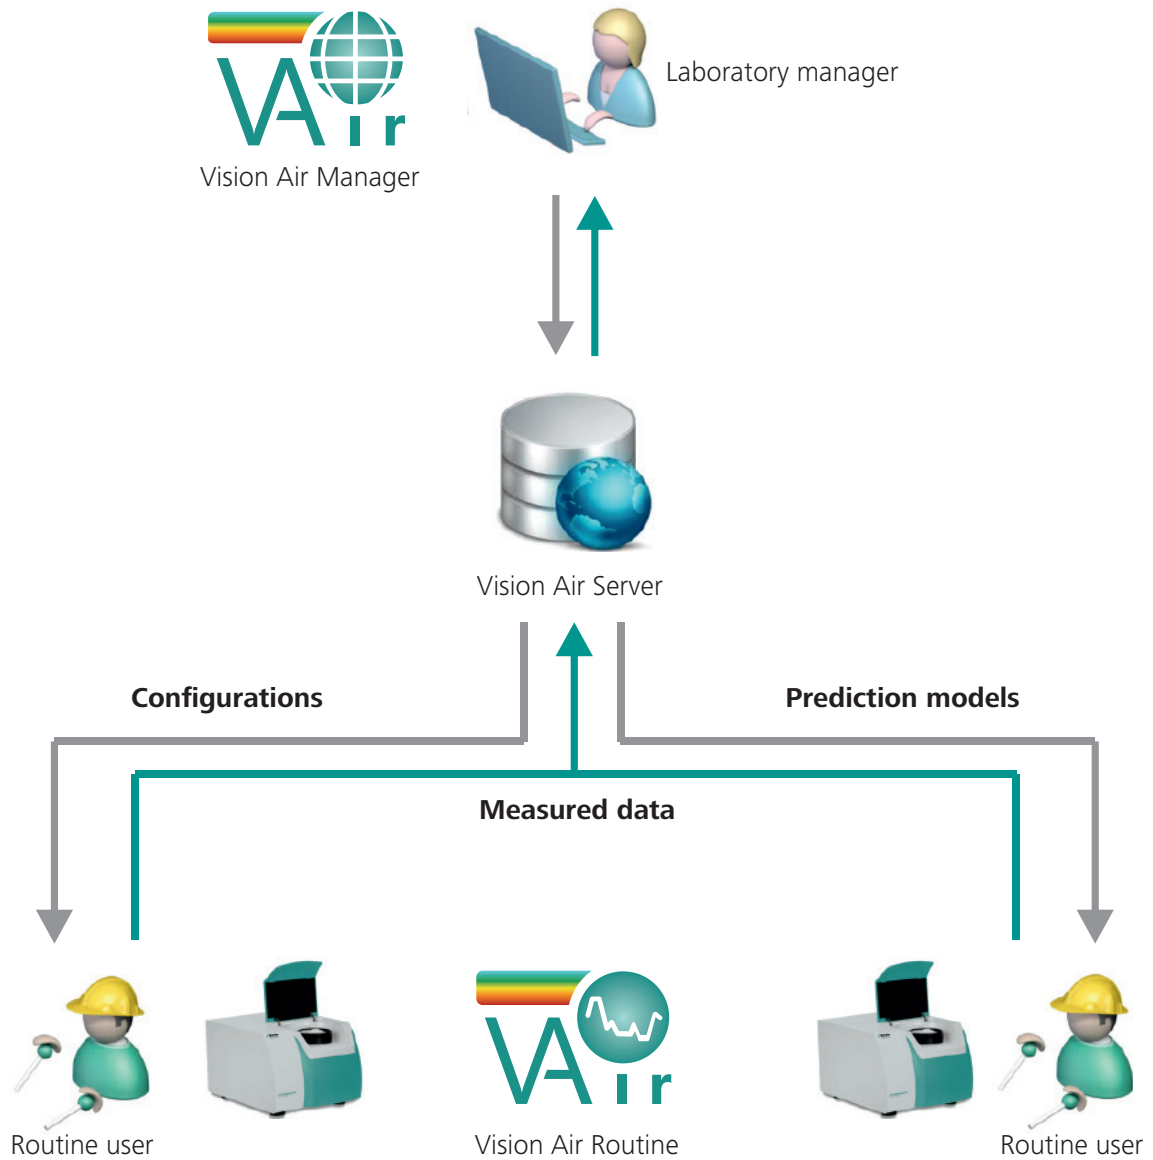 VAir
Laboratory manager
Vision Air Manager
Vision Air Server
Configurations
Prediction models
Measured data
VAir
Routine user
Vision Air Routine
Routine user